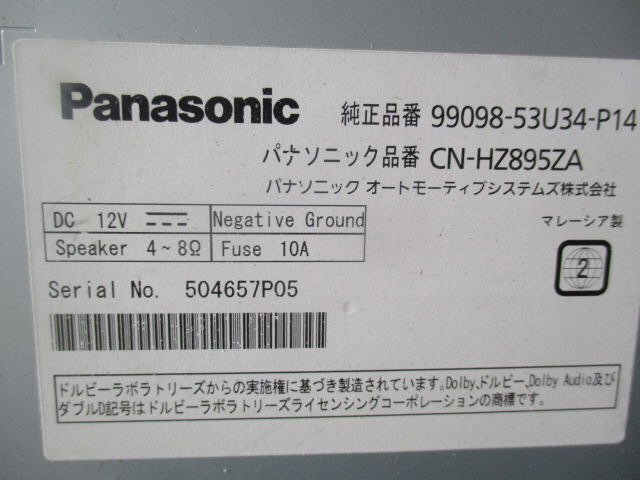 Panasonic 純正品番 99098-53U34-P14
パナソニック品番 CN-HZ895ZA
パナソニック オートモーティブシステムズ株式会社
DC 12V Negative Ground
マレーシア製
Speaker 4~8Ω Fuse 10A
2
Serial No. 504657P05
ドルビーラボラトリーズからの実施権に基づき製造されています。Dolby、ドルビー、Dolby Audio及び
ダブルD記号はドルビーラボラトリーズライセンシングコーポレーションの商標です。